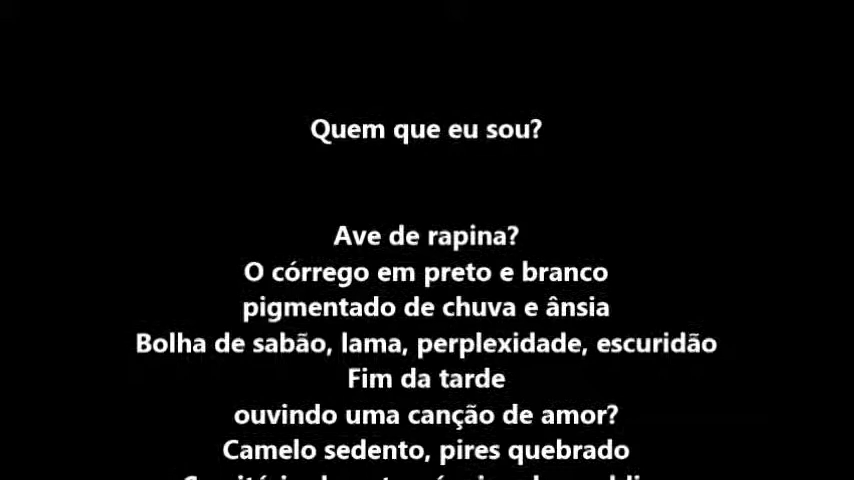 Quem que eu sou?
Ave de rapina?
O córrego em preto e branco
pigmentado de chuva e ânsia
Bolha de sabão, lama, perplexidade, escuridão
Fim da tarde
ouvindo uma canção de amor?
Camelo sedento, pires quebrado